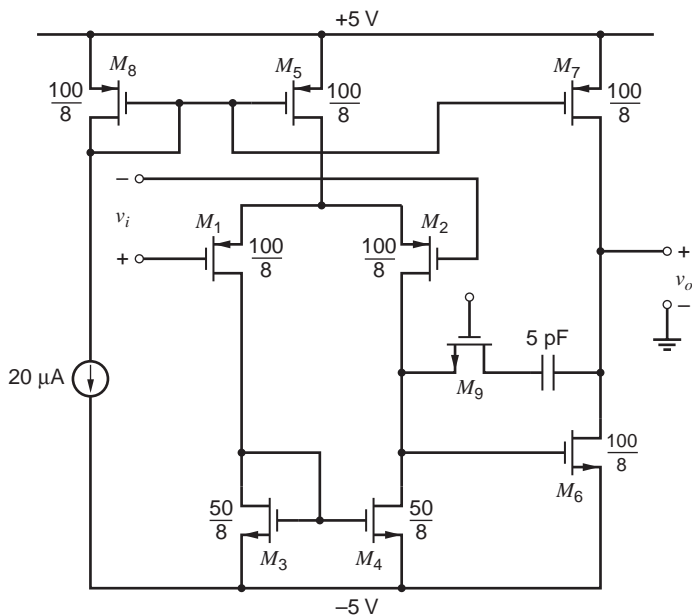 +5 V
M8
M5
M7
100/8
100/8
100/8
–
vi
+
M1
M2
100/8
100/8
+
vo
–
5 pF
M9
20 µA
100/8
M6
50/8
50/8
M3
M4
–5 V